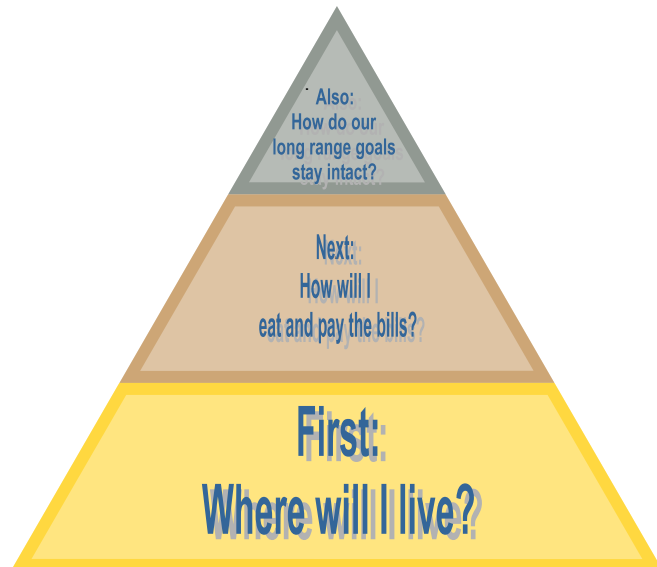 Also:
How do our
long range goals
stay intact?
Next:
How will I
eat and pay the bills?
First:
Where will I live?